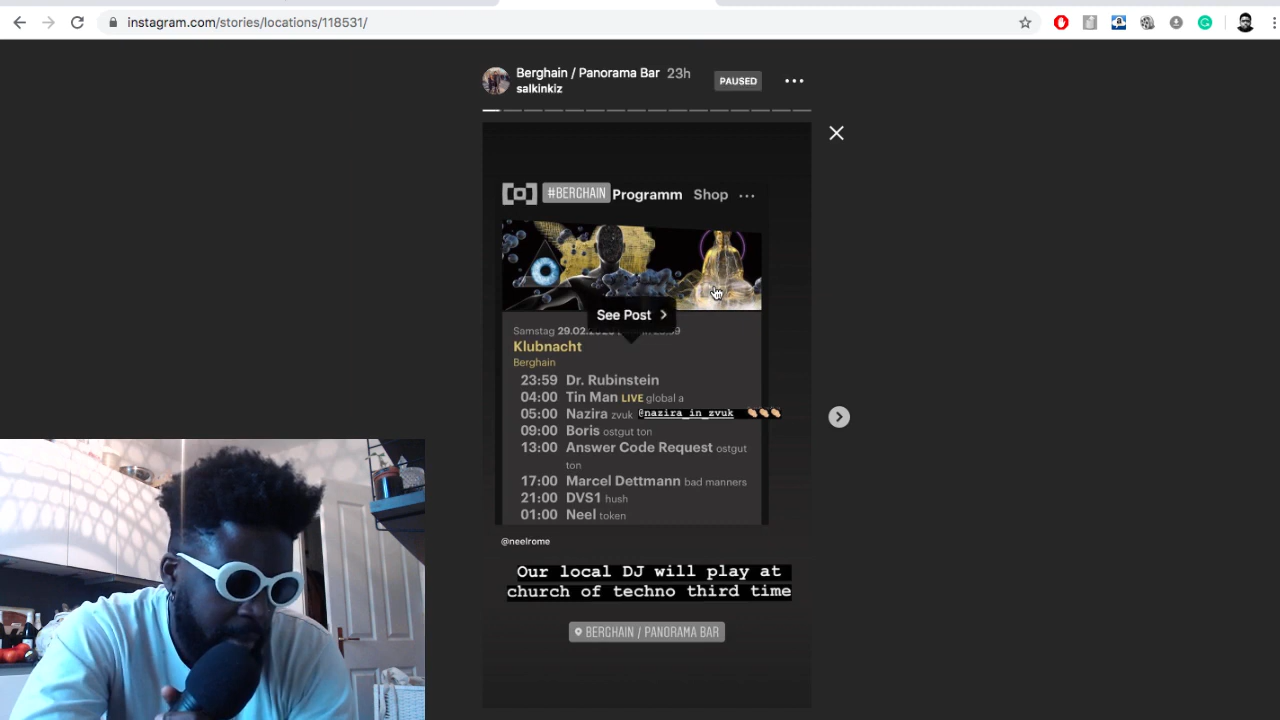 instagram.com/stories/locations/118531/
Berghain / Panorama Bar 23h
salkinkiz
PAUSED
#BERGHAIN Programm Shop
See Post
Samstag
Klubnacht
Berghain
23:59 Dr. Rubinstein
04:00 Tin Man LIVE global a
05:00 Nazira zvuk @nazira_in_zvuk 👏🏼👏🏼👏🏼
09:00 Boris ostgut ton
13:00 Answer Code Request ostgut
ton
17:00 Marcel Dettmann bad manners
21:00 DVS1 hush
01:00 Neel token
@neelrome
Our local DJ will play at
church of techno third time
BERGHAIN / PANORAMA BAR